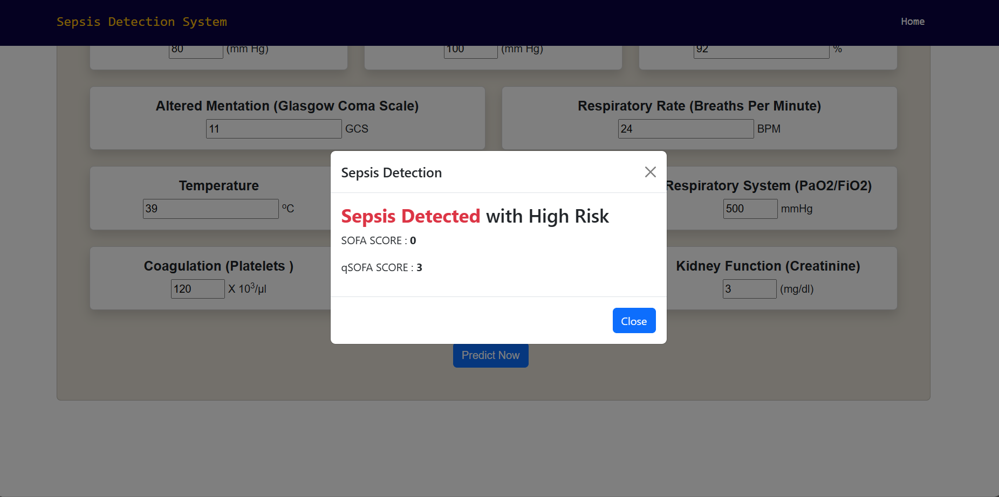 Sepsis Detection System
Home
80 (mm Hg)
100 (mm Hg)
92 %
Altered Mentation (Glasgow Coma Scale)
11 GCS
Respiratory Rate (Breaths Per Minute)
24 BPM
Temperature
39 ºC
Respiratory System (PaO2/FiO2)
500 mmHg
Coagulation (Platelets )
120 X 10³/µl
Kidney Function (Creatinine)
3 (mg/dl)
Sepsis Detection
Sepsis Detected with High Risk
SOFA SCORE : 0
qSOFA SCORE : 3
Close
Predict Now